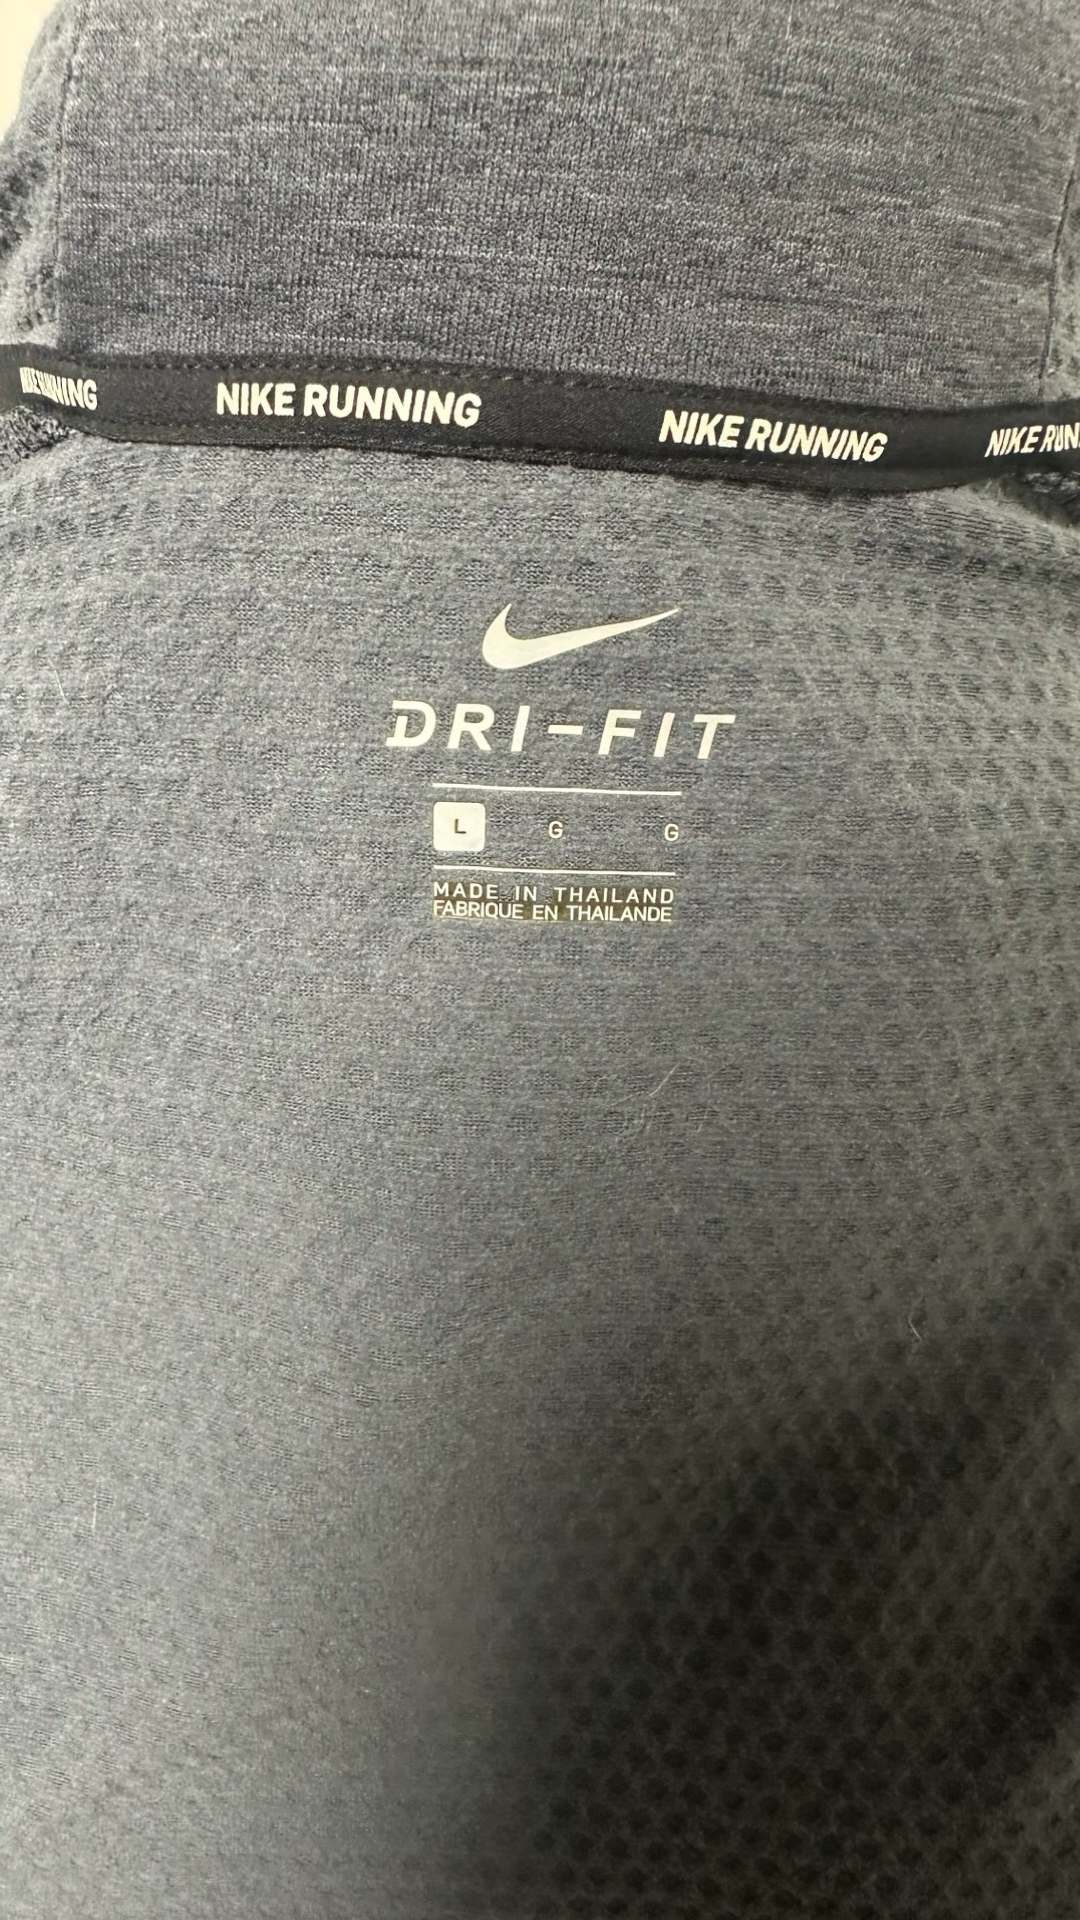 NIKE RUNNING NIKE RUNNING NIKE RUNNING NIKE RUN
DRI-FIT
L G G
MADE IN THAILAND
FABRIQUE EN THAILANDE